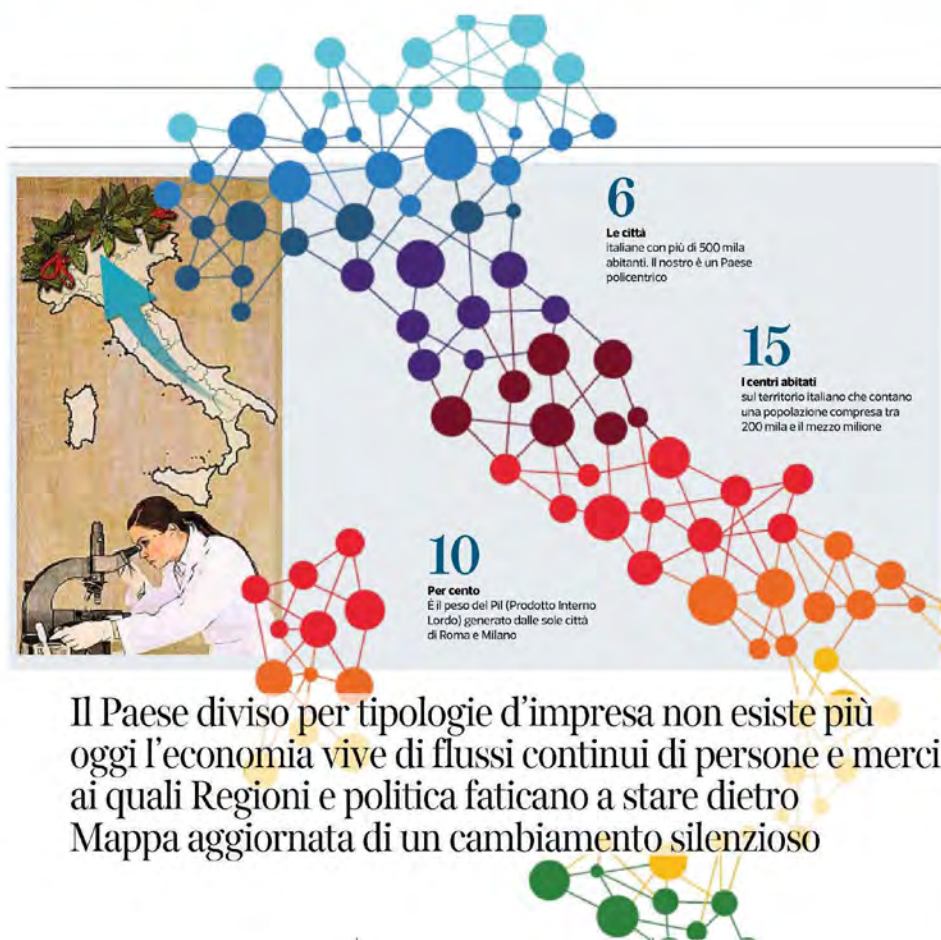 6
Le città
italiane con più di 500 mila
abitanti. Il nostro è un Paese
policentrico
15
I centri abitati
sul territorio italiano che contano
una popolazione compresa tra
200 mila e il mezzo milione
10
Per cento
È il peso del Pil (Prodotto Interno
Lordo) generato dalle sole città
di Roma e Milano
Il Paese diviso per tipologie d'impresa non esiste più
oggi l'economia vive di flussi continui di persone e merci
ai quali Regioni e politica faticano a stare dietro
Mappa aggiornata di un cambiamento silenzioso